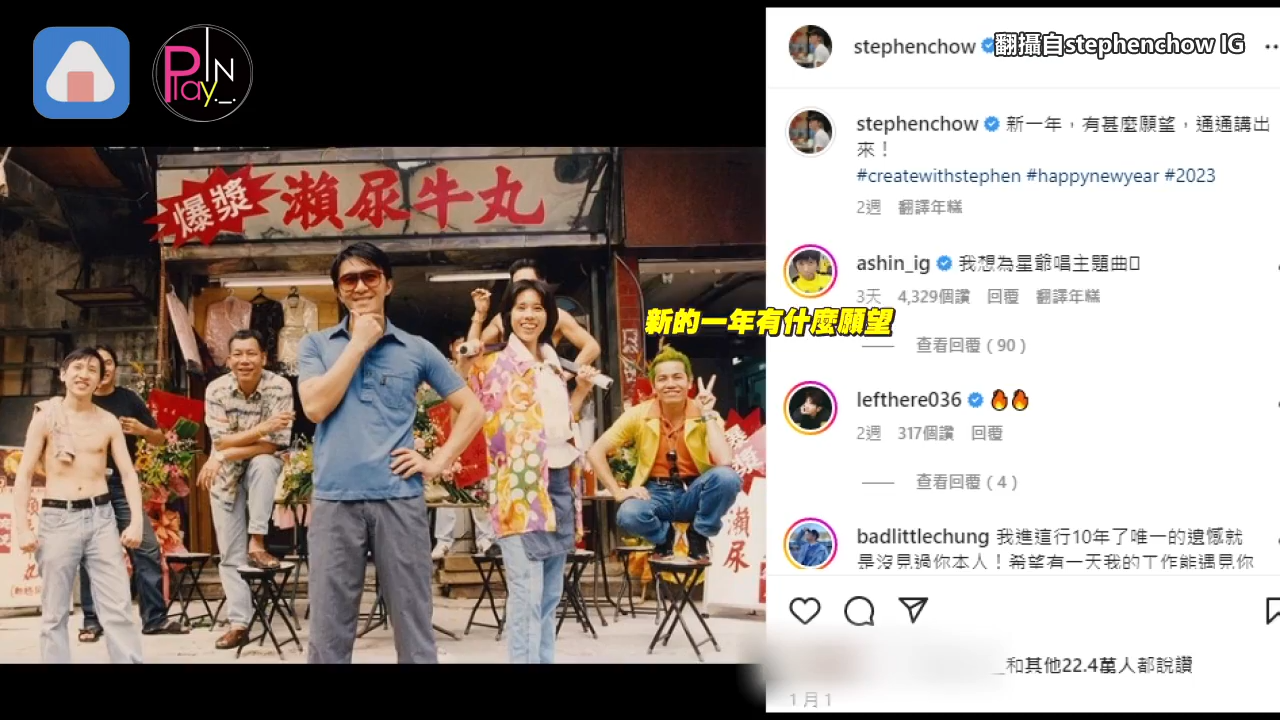 Play IN
爆漿
瀨尿牛丸
新的一年有什麼願望
瀨尿
stephenchow
翻攝自stephenchow IG
stephenchow 新一年，有甚麼願望，通通講出
來！
#createwithstephen #happynewyear #2023
2週 翻譯年糕
ashin_ig 我想為星爺唱主題曲
3天 4,329個讚 回覆 翻譯年糕
查看回覆 ( 90 )
lefthere036 🔥🔥
2週 317個讚 回覆
查看回覆 ( 4 )
badlittlechung 我進這行10年了唯一的遺憾就
是沒見過你本人！希望有一天我的工作能遇見你
_和其他22.4萬人都說讚
1 月 1